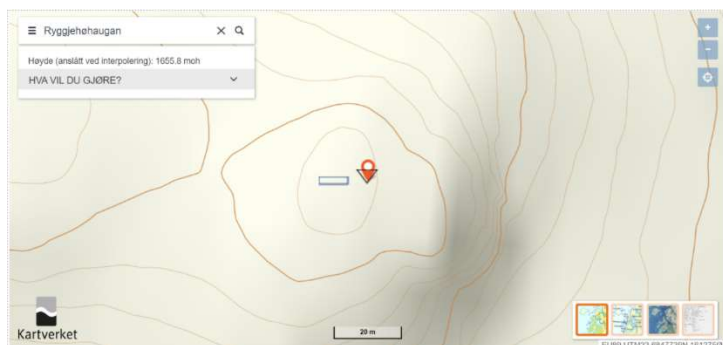 Ryggjehøhaugan
Høyde (anslått ved interpolering): 1655.8 moh
HVA VIL DU GJØRE?
Kartverket
20 m